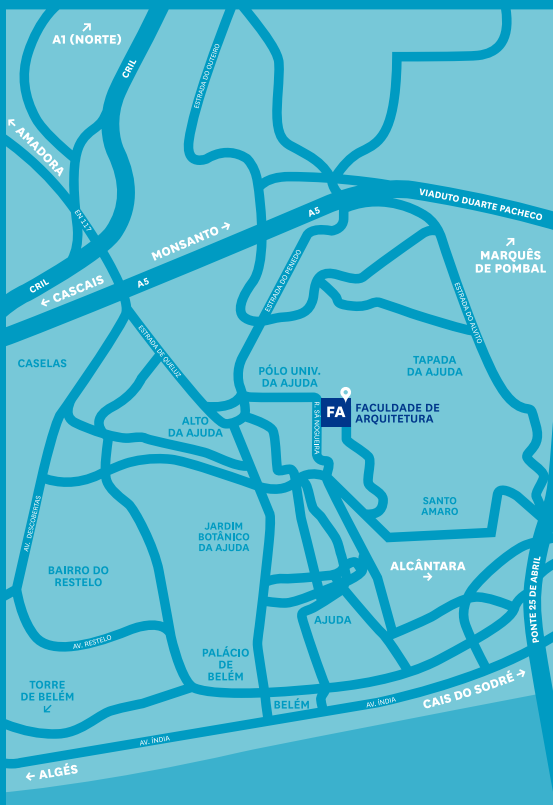 A1 (NORTE)
CRIL
ESTRADA DO OUTEIRO
AMADORA
EN 117
VIADUTO DUARTE PACHECO
A5
MONSANTO
MARQUÊS
DE POMBAL
CRIL
CASCAIS
A5
ESTRADA DO PENEDO
ESTRADA DO ALVITO
ESTRADA DE QUELUZ
CASELAS
PÓLO UNIV.
DA AJUDA
TAPADA
DA AJUDA
FA
FACULDADE DE
ARQUITETURA
R. SÁ NOGUEIRA
ALTO
DA AJUDA
SANTO
AMARO
AV. DESCOBERTAS
JARDIM
BOTÂNICO
DA AJUDA
BAIRRO DO
RESTELO
ALCÂNTARA
PONTE 25 DE ABRIL
AJUDA
AV. RESTELO
PALÁCIO
DE
BELÉM
TORRE
DE BELÉM
BELÉM
AV. ÍNDIA
CAIS DO SODRÉ
AV. ÍNDIA
ALGÉS